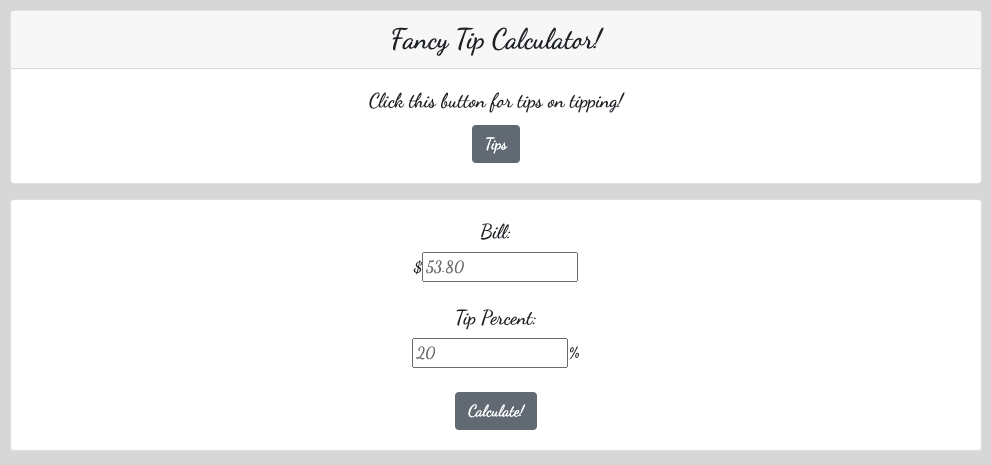 Fancy Tip Calculator!
Click this button for tips on tipping!
Tips
Bill:
$ 53.80
Tip Percent:
20 %
Calculate!